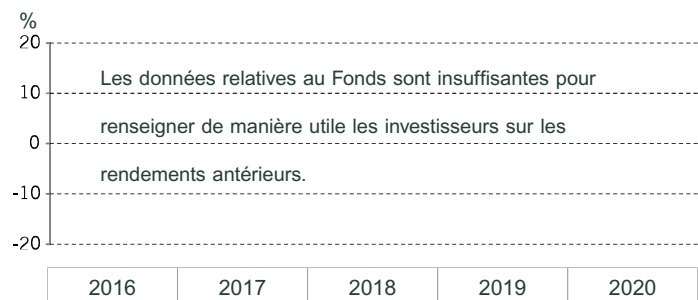 %
20
Les données relatives au Fonds sont insuffisantes pour
10
renseigner de manière utile les investisseurs sur les
0
rendements antérieurs.
-10
-20
2016 2017 2018 2019 2020